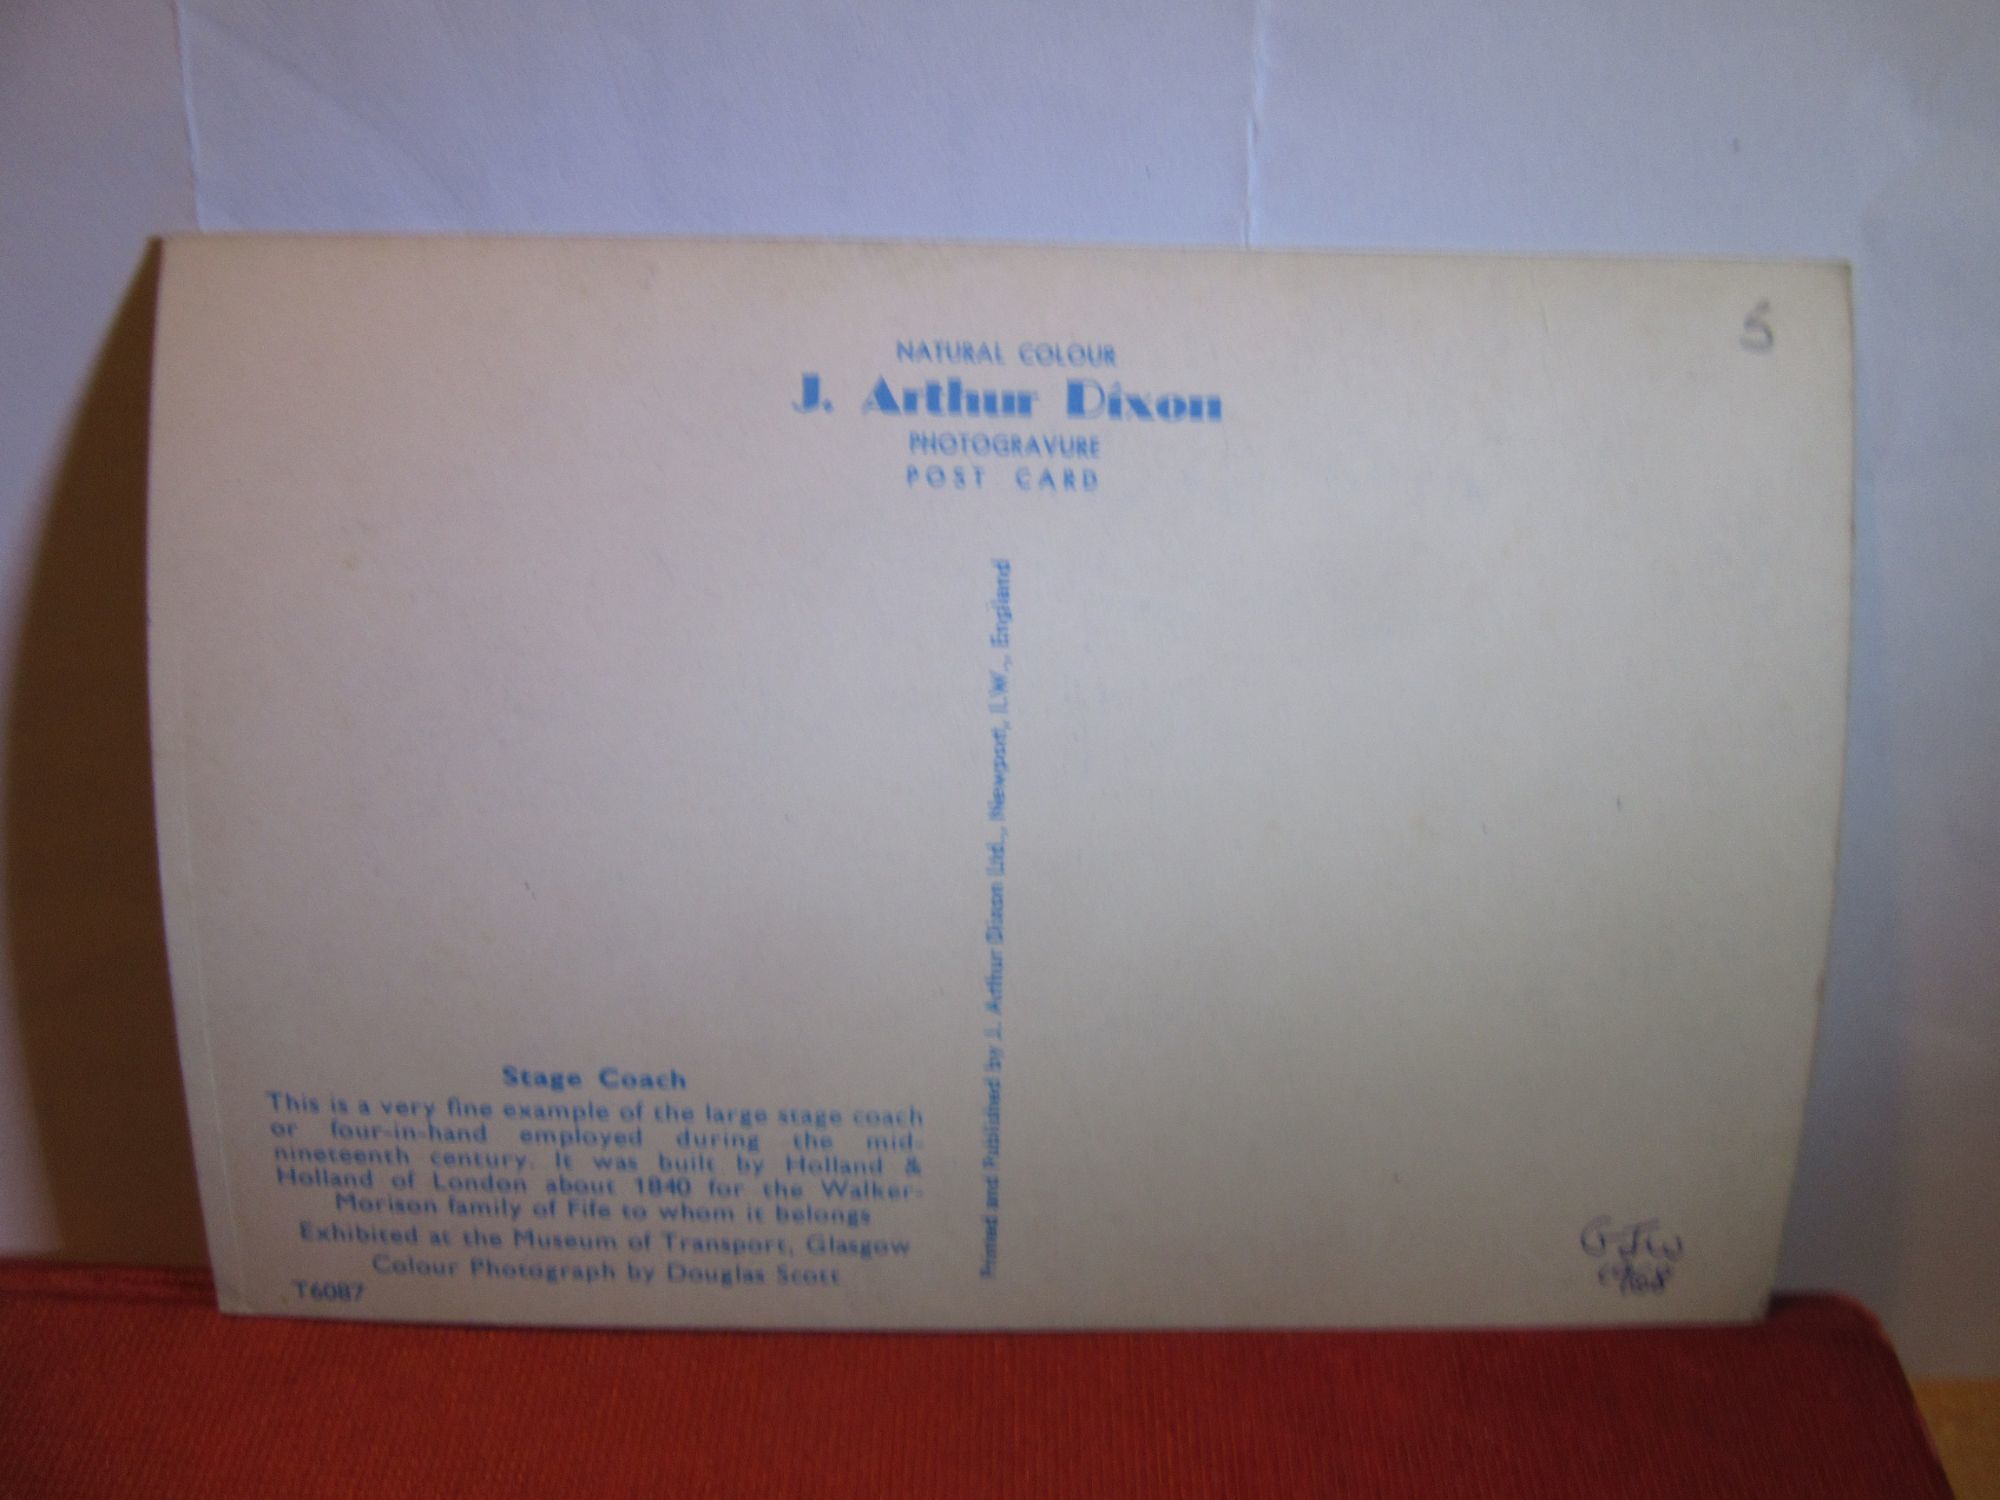 NATURAL COLOUR
J. Arthur Dixon
PHOTOGRAVURE
POST CARD
5
Printed and Published by J. Arthur Dixon Ltd., Newport, I.W., England
Stage Coach
This is a very fine example of the large stage coach
or four-in-hand employed during the mid-
nineteenth century. It was built by Holland &
Holland of London about 1840 for the Walker-
Morison family of Fife to whom it belongs
Exhibited at the Museum of Transport, Glasgow
Colour Photograph by Douglas Scott
T6087
GJW